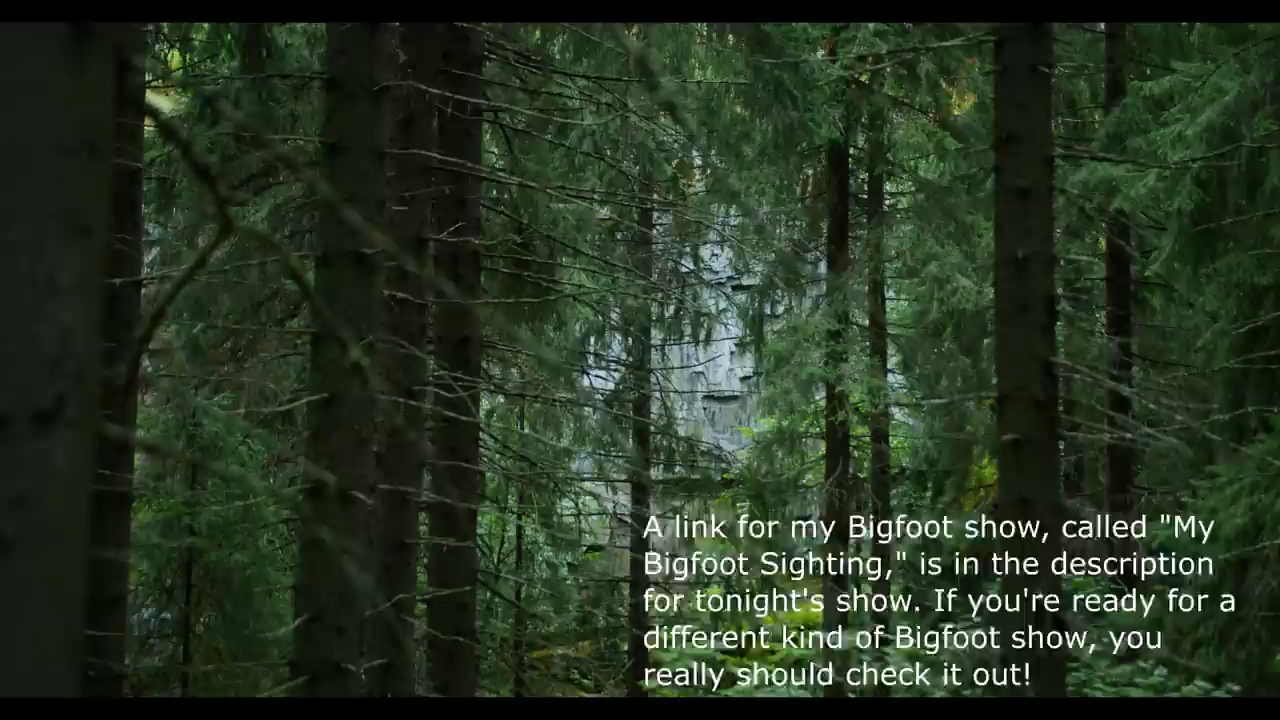 A link for my Bigfoot show, called "My
Bigfoot Sighting," is in the description
for tonight's show. If you're ready for a
different kind of Bigfoot show, you
really should check it out!